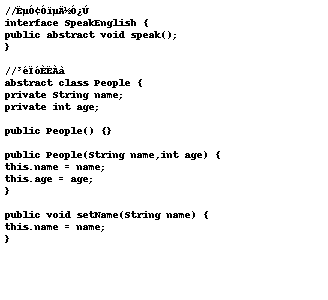 //ËµÓ¢ÓïµÄ½Ó¿Ú
interface SpeakEnglish {
public abstract void speak();
}

//³éÏóÈËÀà
abstract class People {
private String name;
private int age;

public People() {}

public People(String name,int age) {
this.name = name;
this.age = age;
}

public void setName(String name) {
this.name = name;
}